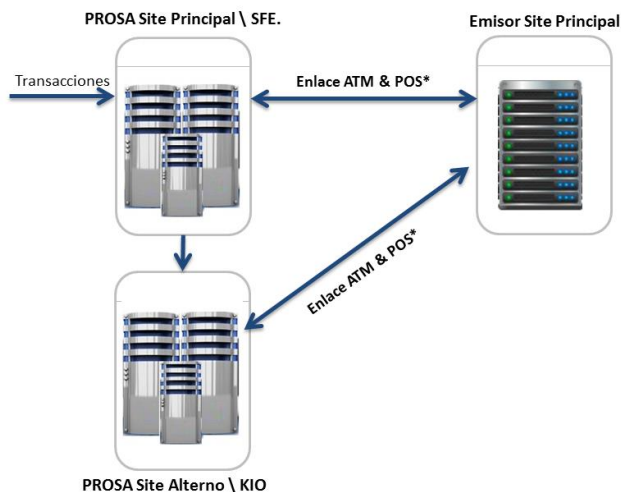 PROSA Site Principal \ SFE.
Emisor Site Principal
Transacciones
Enlace ATM & POS*
Enlace ATM & POS*
PROSA Site Alterno \ KIO